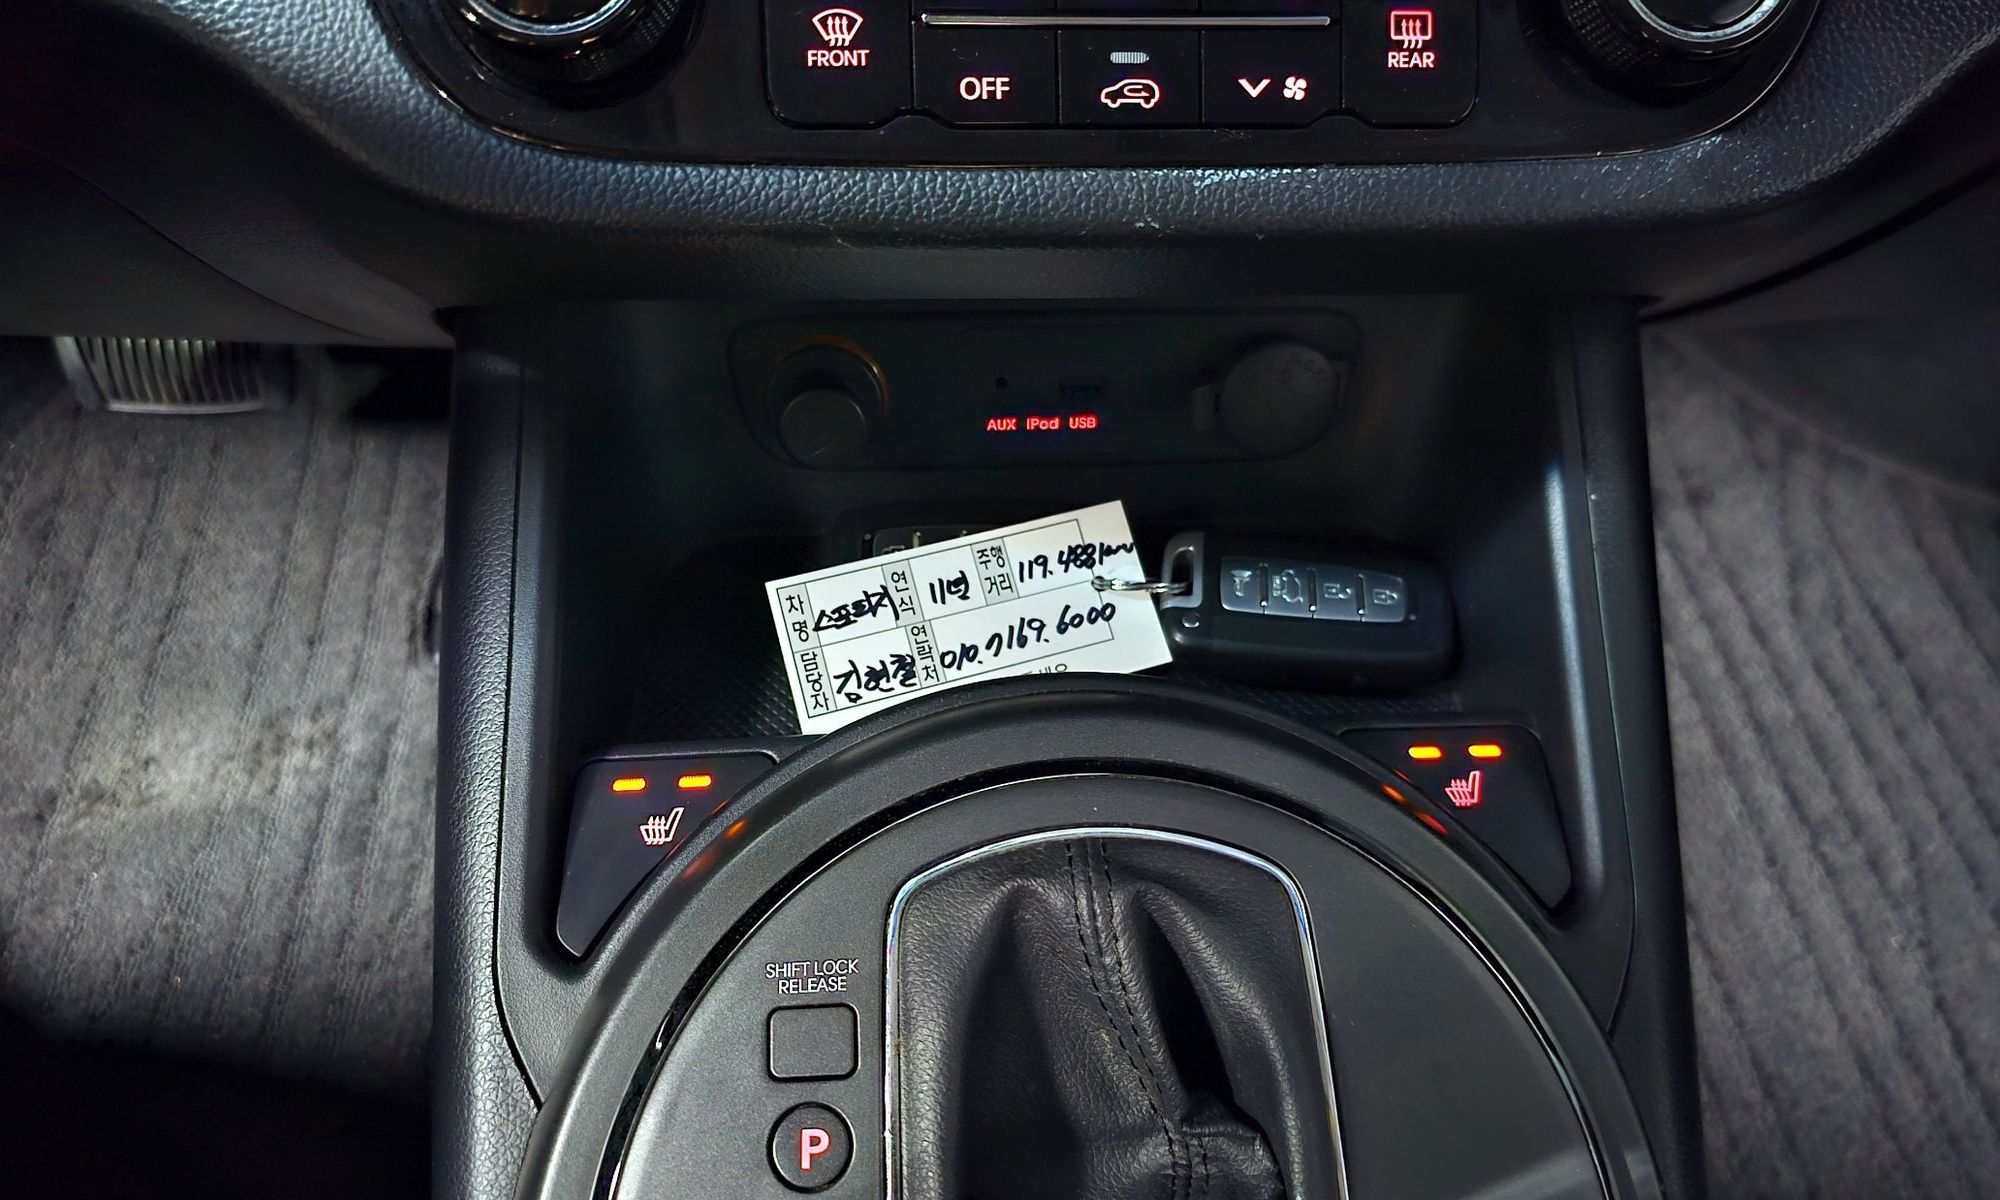 FRONT
REAR
OFF
AUX iPod USB
차명 스포티지 연식 11년 주행거리 119.488km
담당자 김현철 연락처 010.7169.6000
SHIFT LOCK
RELEASE
P